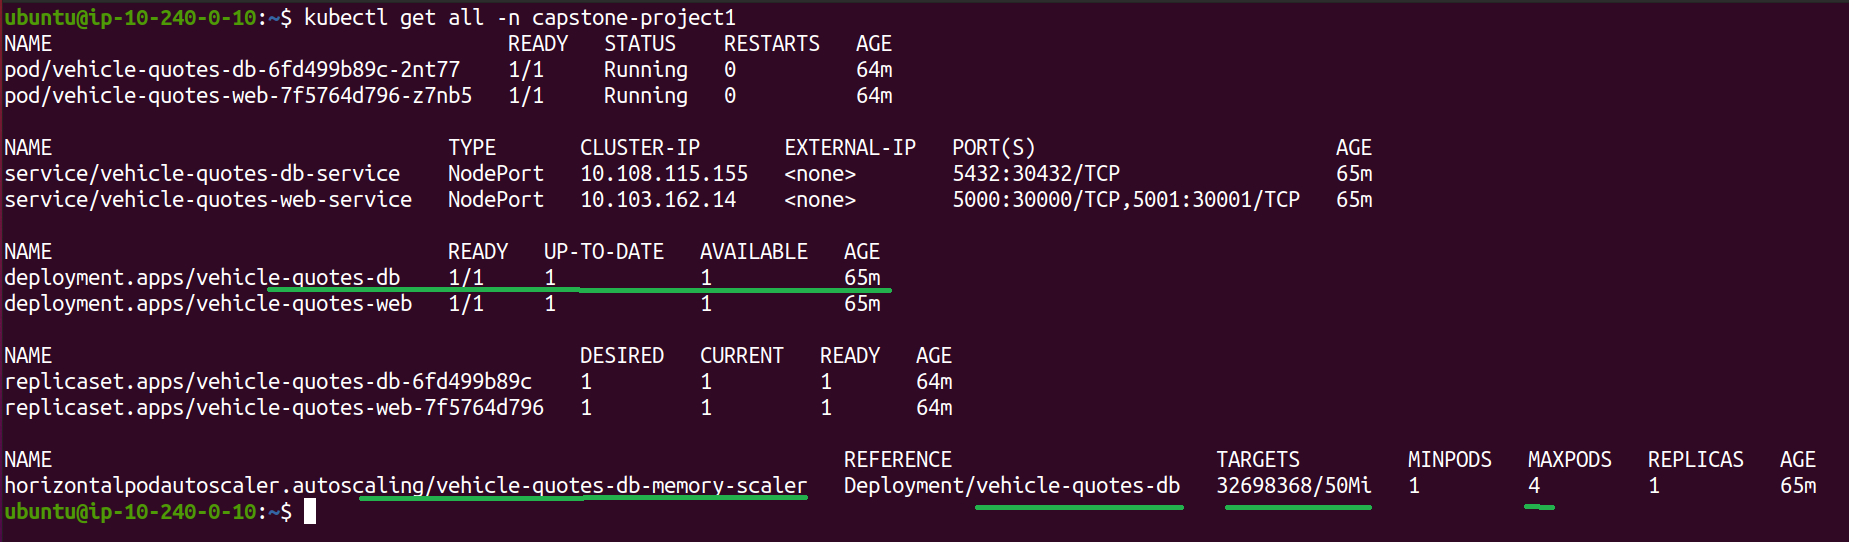 ubuntu@ip-10-240-0-10:~$ kubectl get all -n capstone-project1
NAME READY STATUS RESTARTS AGE
pod/vehicle-quotes-db-6fd499b89c-2nt77 1/1 Running 0 64m
pod/vehicle-quotes-web-7f5764d796-z7nb5 1/1 Running 0 64m
NAME TYPE CLUSTER-IP EXTERNAL-IP PORT(S) AGE
service/vehicle-quotes-db-service NodePort 10.108.115.155 <none> 5432:30432/TCP 65m
service/vehicle-quotes-web-service NodePort 10.103.162.14 <none> 5000:30000/TCP,5001:30001/TCP 65m
NAME READY UP-TO-DATE AVAILABLE AGE
deployment.apps/vehicle-quotes-db 1/1 1 1 65m
deployment.apps/vehicle-quotes-web 1/1 1 1 65m
NAME DESIRED CURRENT READY AGE
replicaset.apps/vehicle-quotes-db-6fd499b89c 1 1 1 64m
replicaset.apps/vehicle-quotes-web-7f5764d796 1 1 1 64m
NAME REFERENCE TARGETS MINPODS MAXPODS REPLICAS AGE
horizontalpodautoscaler.autoscaling/vehicle-quotes-db-memory-scaler Deployment/vehicle-quotes-db 32698368/50Mi 1 4 1 65m
ubuntu@ip-10-240-0-10:~$